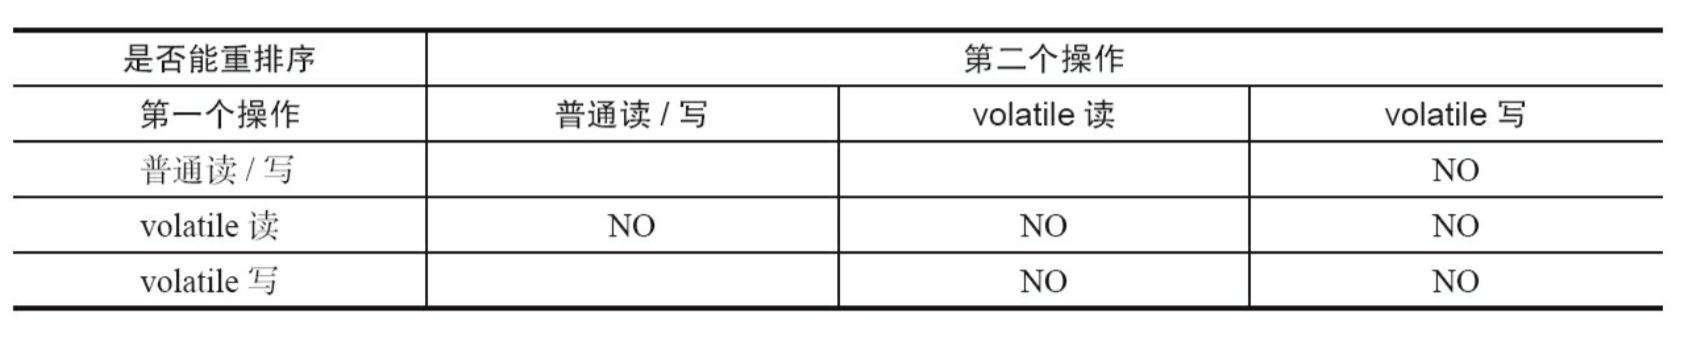 是否能重排序 第二个操作
第一个操作 普通读 / 写 volatile 读 volatile 写
普通读 / 写 NO
volatile 读 NO NO NO
volatile 写 NO NO